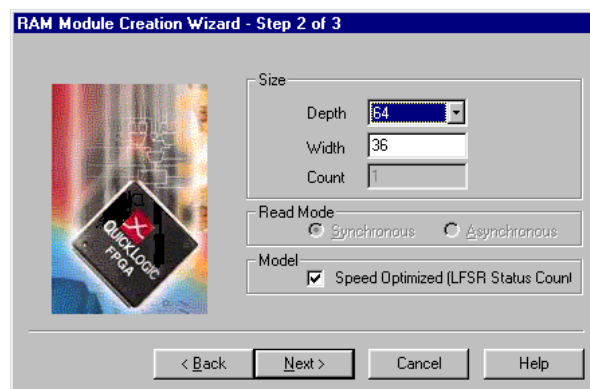 RAM Module Creation Wizard - Step 2 of 3
Size
Depth 64
Width 36
Count 1
Read Mode
Synchronous Asynchronous
Model
Speed Optimized (LFSR Status Count
QUICKLOGIC
FPGA
< Back Next > Cancel Help